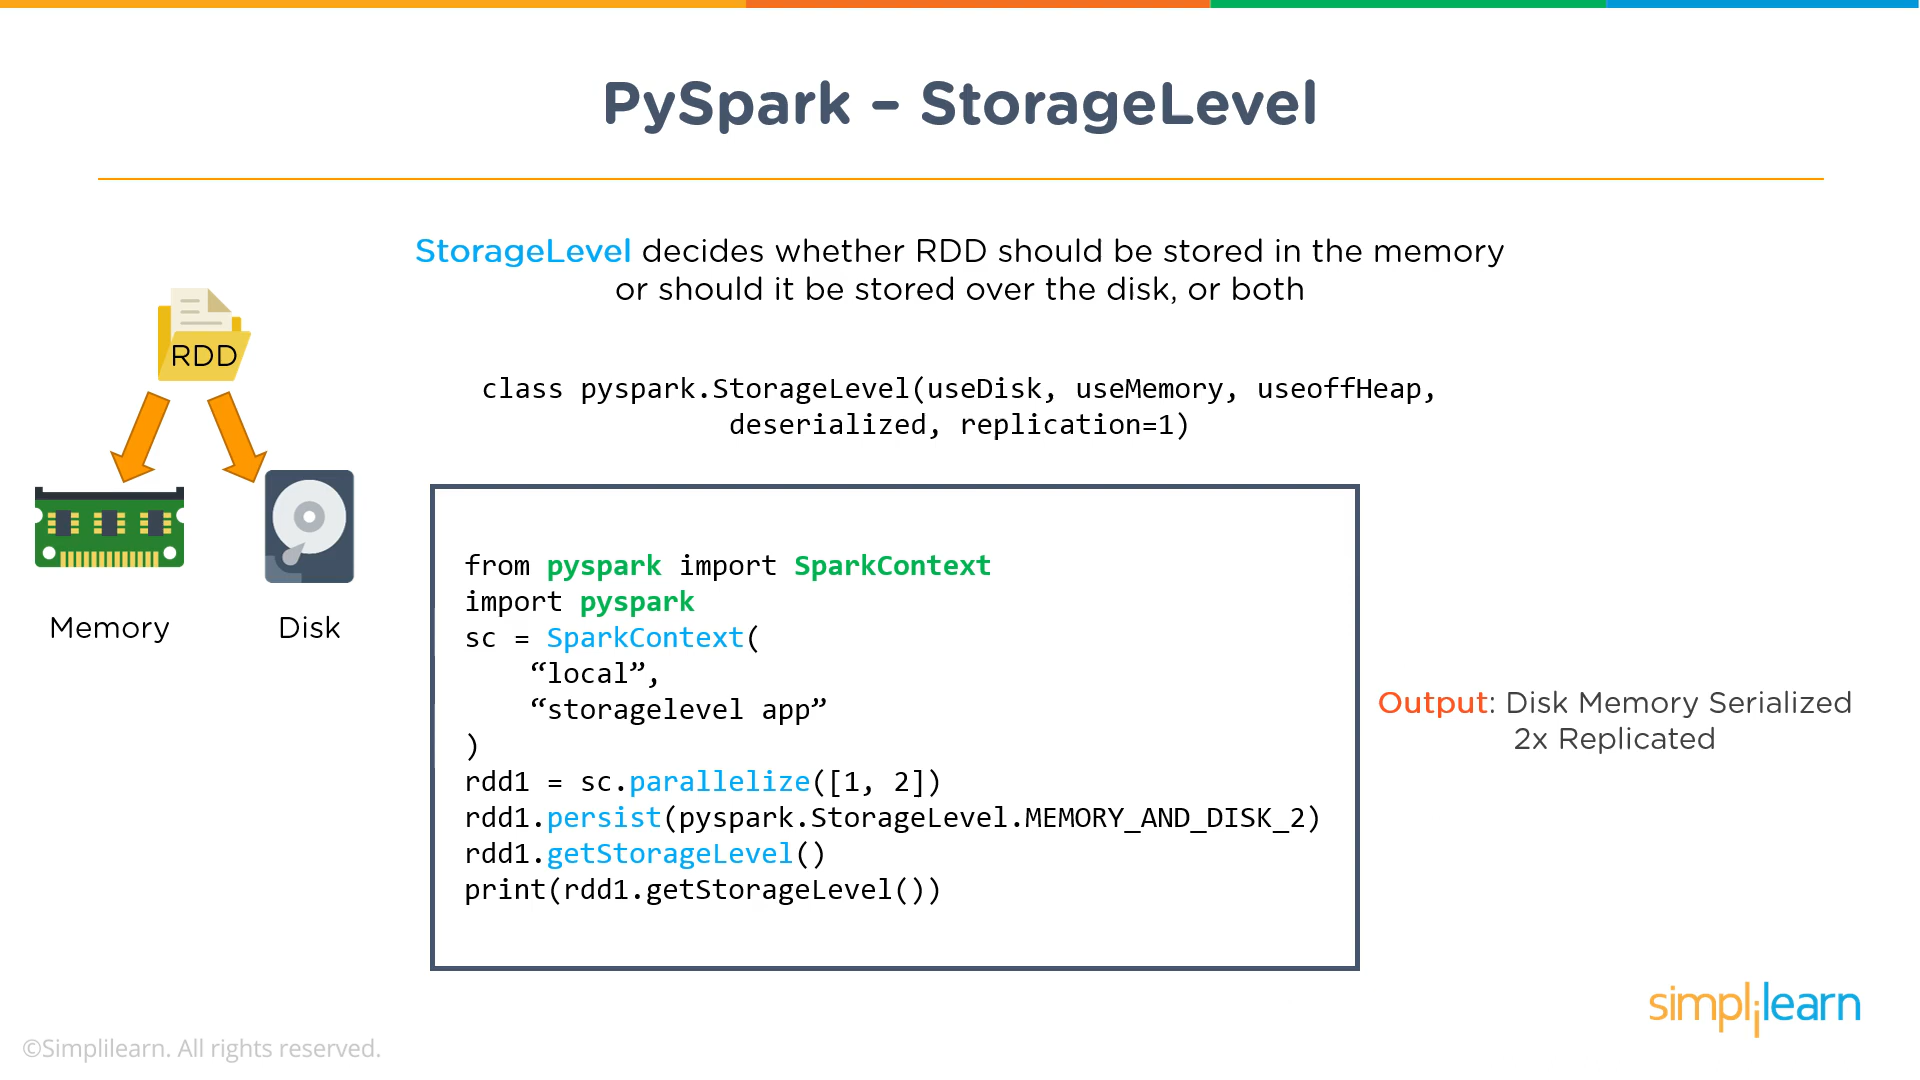 PySpark – StorageLevel
StorageLevel decides whether RDD should be stored in the memory
or should it be stored over the disk, or both
RDD
class pyspark.StorageLevel(useDisk, useMemory, useoffHeap,
deserialized, replication=1)
Memory
Disk
from pyspark import SparkContext
import pyspark
sc = SparkContext(
“local”,
“storagelevel app”
)
rdd1 = sc.parallelize([1, 2])
rdd1.persist(pyspark.StorageLevel.MEMORY_AND_DISK_2)
rdd1.getStorageLevel()
print(rdd1.getStorageLevel())
Output: Disk Memory Serialized
2x Replicated
simplilearn
©Simplilearn. All rights reserved.